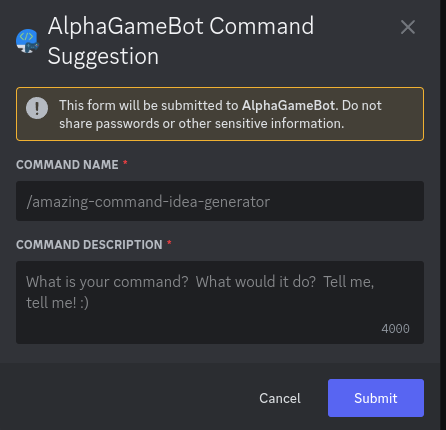 AlphaGameBot Command
Suggestion
This form will be submitted to AlphaGameBot. Do not
share passwords or other sensitive information.
COMMAND NAME *
/amazing-command-idea-generator
COMMAND DESCRIPTION *
What is your command?  What would it do?  Tell me,
tell me! :)
4000
Cancel
Submit